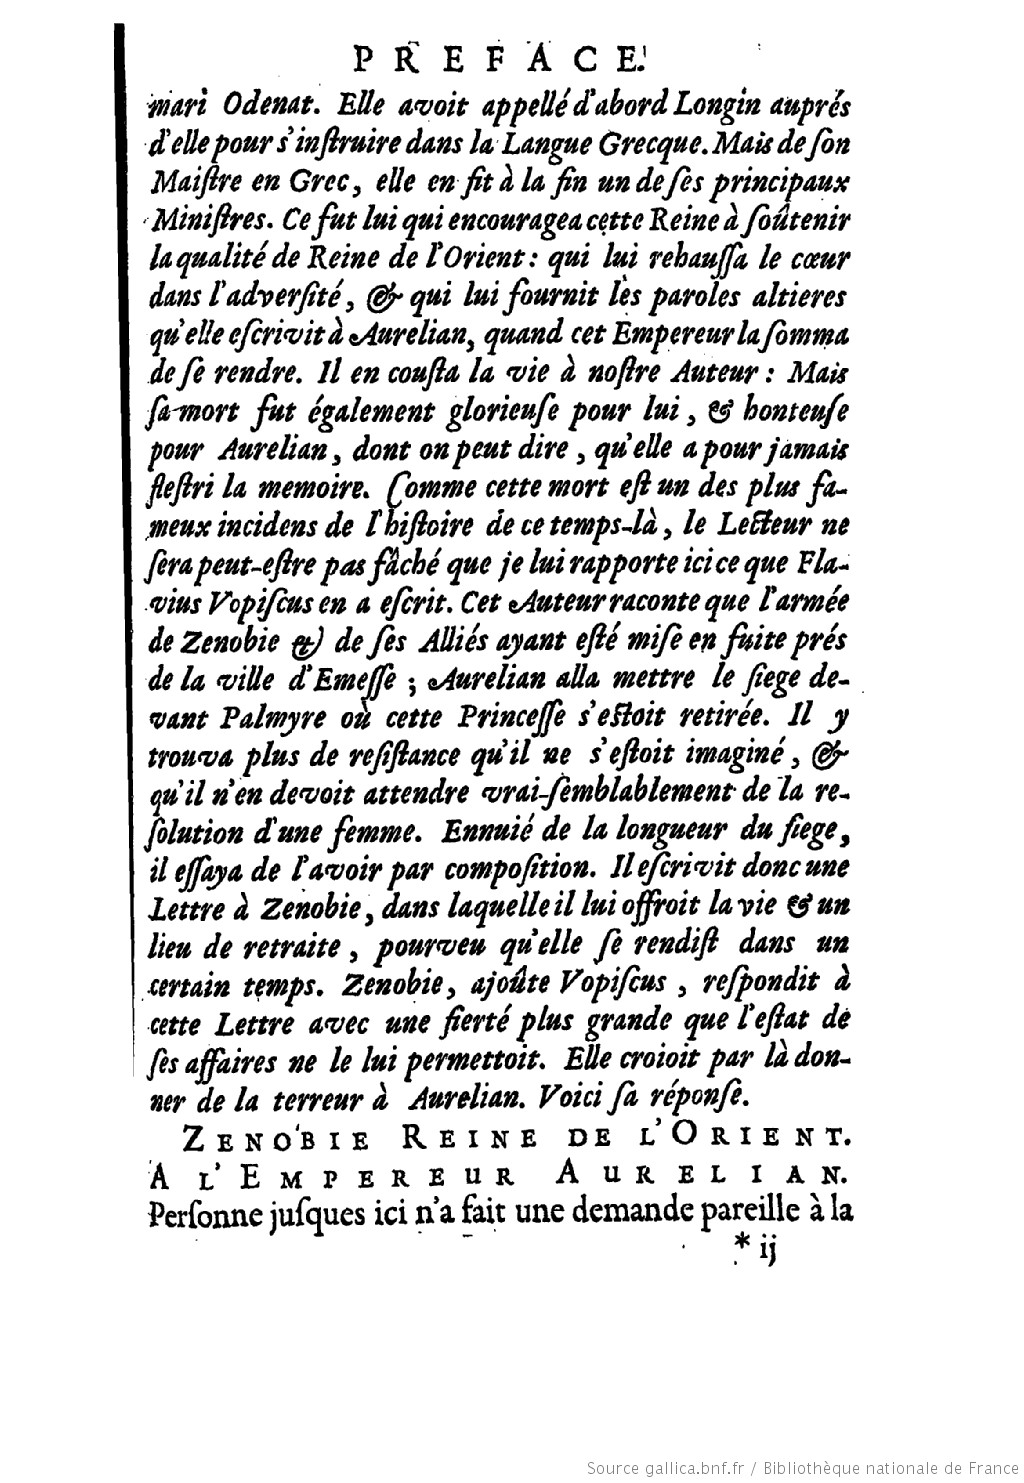 PREFACE.
mari Odenat. Elle avoit appellé d'abord Longin auprés
d'elle pour s'inſtruire dans la Langue Grecque. Mais de ſon
Maiſtre en Grec, elle en fit à la fin un de ſes principaux
Miniſtres. Ce fut lui qui encouragea cette Reine à ſoûtenir
la qualité de Reine de l'Orient : qui lui rehauſſa le cœur
dans l'adverſité, & qui lui fournit les paroles altieres
qu'elle eſcrivit à Aurelian, quand cet Empereur la ſomma
de ſe rendre. Il en couſta la vie à noſtre Auteur : Mais
ſa mort fut également glorieuſe pour lui, & honteuſe
pour Aurelian, dont on peut dire, qu'elle a pour jamais
fleſtri la memoire. Comme cette mort eſt un des plus fa-
meux incidens de l'hiſtoire de ce temps-là, le Lecteur ne
ſera peut-eſtre pas fâché que je lui rapporte ici ce que Fla-
vius Vopiſcus en a eſcrit. Cet Auteur raconte que l'armée
de Zenobie & de ſes Alliés ayant eſté miſe en fuite prés
de la ville d'Emeſſe ; Aurelian alla mettre le ſiege de-
vant Palmyre où cette Princeſſe s'eſtoit retirée. Il y
trouva plus de reſiſtance qu'il ne s'eſtoit imaginé, &
qu'il n'en devoit attendre vrai-ſemblablement de la re-
ſolution d'une femme. Ennuié de la longueur du ſiege,
il eſſaya de l'avoir par compoſition. Il eſcrivit donc une
Lettre à Zenobie, dans laquelle il lui offroit la vie & un
lieu de retraite, pourveu qu'elle ſe rendiſt dans un
certain temps. Zenobie, ajoûte Vopiſcus, reſpondit à
cette Lettre avec une fierté plus grande que l'eſtat de
ſes affaires ne le lui permettoit. Elle croioit par là don-
ner de la terreur à Aurelian. Voici ſa réponſe.
ZENOBIE REINE DE L'ORIENT.
A L'EMPEREUR AURELIAN.
Perſonne juſques ici n'a fait une demande pareille à la
* ij
Source gallica.bnf.fr / Bibliothèque nationale de France